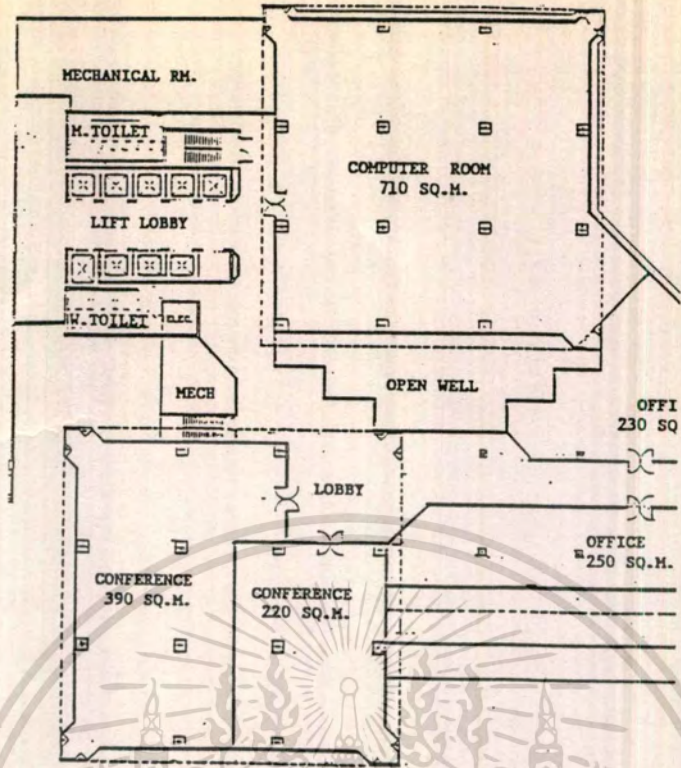 MECHANICAL RM.
M.TOILET
COMPUTER ROOM
710 SQ.M.
LIFT LOBBY
W.TOILET
ELEC.
MECH
OPEN WELL
OFFI
230 SQ
LOBBY
OFFICE
250 SQ.M.
CONFERENCE
390 SQ.M.
CONFERENCE
220 SQ.M.